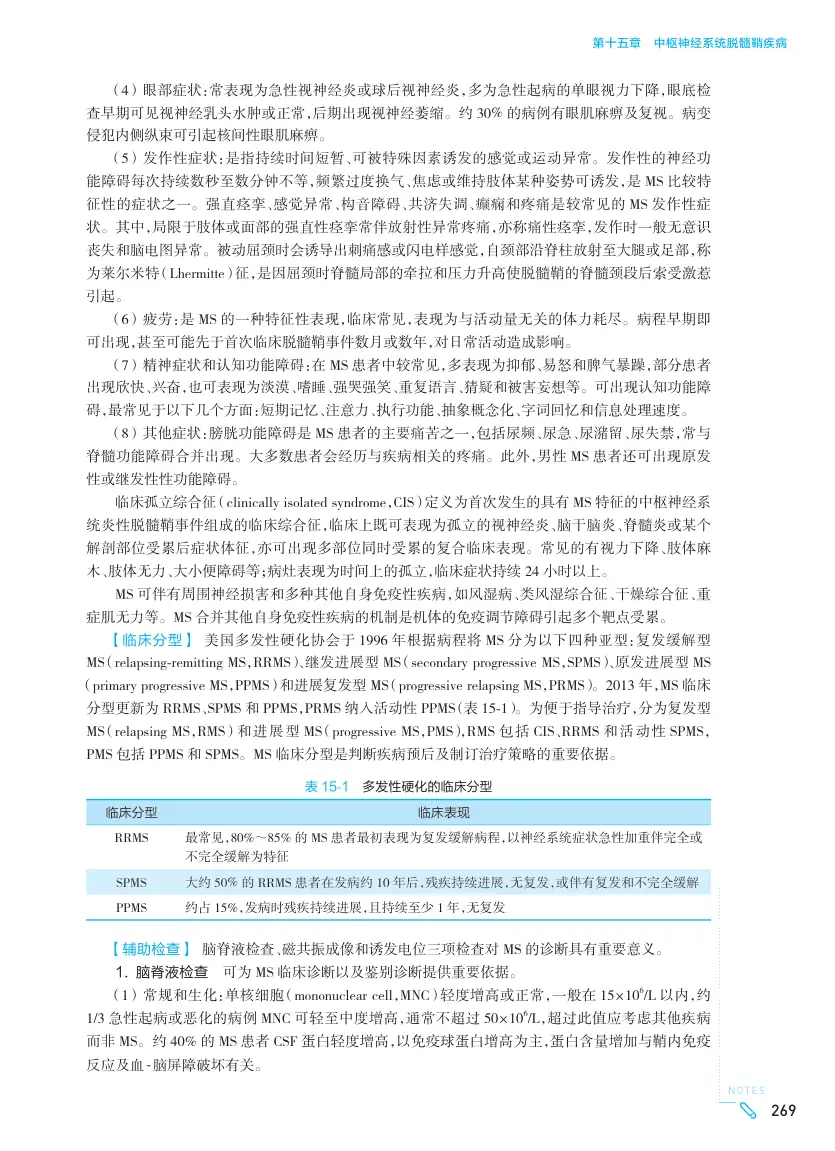 第十五章 中枢神经系统脱髓鞘疾病
（4）眼部症状：常表现为急性视神经炎或球后视神经炎，多为急性起病的单眼视力下降，眼底检
查早期可见视神经乳头水肿或正常，后期出现视神经萎缩。约 30% 的病例有眼肌麻痹及复视。病变
侵犯内侧纵束可引起核间性眼肌麻痹。
（5）发作性症状：是指持续时间短暂、可被特殊因素诱发的感觉或运动异常。发作性的神经功
能障碍每次持续数秒至数分钟不等，频繁过度换气、焦虑或维持肢体某种姿势可诱发，是 MS 比较特
征性的症状之一。强直痉挛、感觉异常、构音障碍、共济失调、癫痫和疼痛是较常见的 MS 发作性症
状。其中，局限于肢体或面部的强直性痉挛常伴放射性异常疼痛，亦称痛性痉挛，发作时一般无意识
丧失和脑电图异常。被动屈颈时会诱导出刺痛感或闪电样感觉，自颈部沿脊柱放射至大腿或足部，称
为莱尔米特（Lhermitte）征，是因屈颈时脊髓局部的牵拉和压力升高使脱髓鞘的脊髓颈段后索受激惹
引起。
（6）疲劳：是 MS 的一种特征性表现，临床常见，表现为与活动量无关的体力耗尽。病程早期即
可出现，甚至可能先于首次临床脱髓鞘事件数月或数年，对日常活动造成影响。
（7）精神症状和认知功能障碍：在 MS 患者中较常见，多表现为抑郁、易怒和脾气暴躁，部分患者
出现欣快、兴奋，也可表现为淡漠、嗜睡、强哭强笑、重复语言、猜疑和被害妄想等。可出现认知功能障
碍，最常见于以下几个方面：短期记忆、注意力、执行功能、抽象概念化、字词回忆和信息处理速度。
（8）其他症状：膀胱功能障碍是 MS 患者的主要痛苦之一，包括尿频、尿急、尿潴留、尿失禁，常与
脊髓功能障碍合并出现。大多数患者会经历与疾病相关的疼痛。此外，男性 MS 患者还可出现原发
性或继发性性功能障碍。
临床孤立综合征（clinically isolated syndrome，CIS）定义为首次发生的具有 MS 特征的中枢神经系
统炎性脱髓鞘事件组成的临床综合征，临床上既可表现为孤立的视神经炎、脑干脑炎、脊髓炎或某个
解剖部位受累后症状体征，亦可出现多部位同时受累的复合临床表现。常见的有视力下降、肢体麻
木、肢体无力、大小便障碍等；病灶表现为时间上的孤立，临床症状持续 24 小时以上。
MS 可伴有周围神经损害和多种其他自身免疫性疾病，如风湿病、类风湿综合征、干燥综合征、重
症肌无力等。MS 合并其他自身免疫性疾病的机制是机体的免疫调节障碍引起多个靶点受累。
【临床分型】 美国多发性硬化协会于 1996 年根据病程将 MS 分为以下四种亚型：复发缓解型
MS（relapsing-remitting MS，RRMS）、继发进展型 MS（secondary progressive MS，SPMS）、原发进展型 MS
（primary progressive MS，PPMS）和进展复发型 MS（progressive relapsing MS，PRMS）。2013 年，MS 临床
分型更新为 RRMS、SPMS 和 PPMS，PRMS 纳入活动性 PPMS（表 15-1）。为便于指导治疗，分为复发型
MS（relapsing MS，RMS）和进展型 MS（progressive MS，PMS），RMS 包括 CIS、RRMS 和活动性 SPMS，
PMS 包括 PPMS 和 SPMS。MS 临床分型是判断疾病预后及制订治疗策略的重要依据。
表 15-1 多发性硬化的临床分型
临床分型 临床表现
RRMS 最常见，80%～85% 的 MS 患者最初表现为复发缓解病程，以神经系统症状急性加重伴完全或
不完全缓解为特征
SPMS 大约 50% 的 RRMS 患者在发病约 10 年后，残疾持续进展，无复发，或伴有复发和不完全缓解
PPMS 约占 15%，发病时残疾持续进展，且持续至少 1 年，无复发
【辅助检查】 脑脊液检查、磁共振成像和诱发电位三项检查对 MS 的诊断具有重要意义。
1. 脑脊液检查 可为 MS 临床诊断以及鉴别诊断提供重要依据。
（1）常规和生化：单核细胞（mononuclear cell，MNC）轻度增高或正常，一般在 15×10⁶/L 以内，约
1/3 急性起病或恶化的病例 MNC 可轻至中度增高，通常不超过 50×10⁶/L，超过此值应考虑其他疾病
而非 MS。约 40% 的 MS 患者 CSF 蛋白轻度增高，以免疫球蛋白增高为主，蛋白含量增加与鞘内免疫
反应及血-脑屏障破坏有关。
NOTES
269